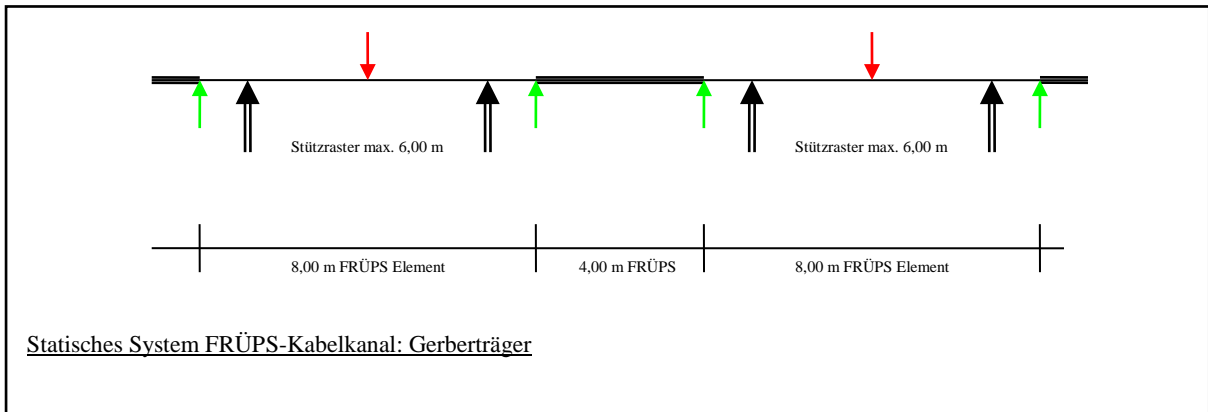 Stützraster max. 6,00 m
Stützraster max. 6,00 m
8,00 m FRÜPS Element
4,00 m FRÜPS
8,00 m FRÜPS Element
Statisches System FRÜPS-Kabelkanal: Gerberträger